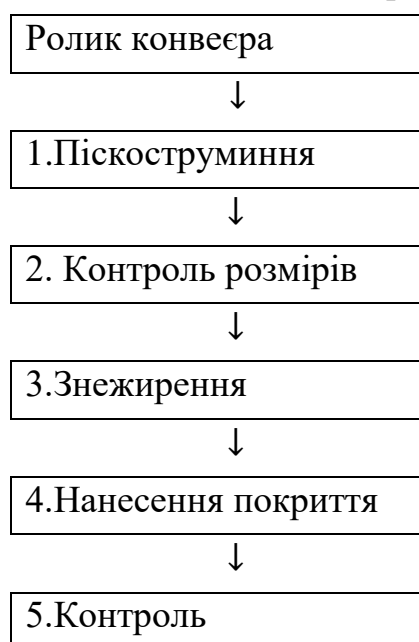 Ролик конвеєра
↓
1.Піскоструминня
↓
2. Контроль розмірів
↓
3.Знежирення
↓
4.Нанесення покриття
↓
5.Контроль